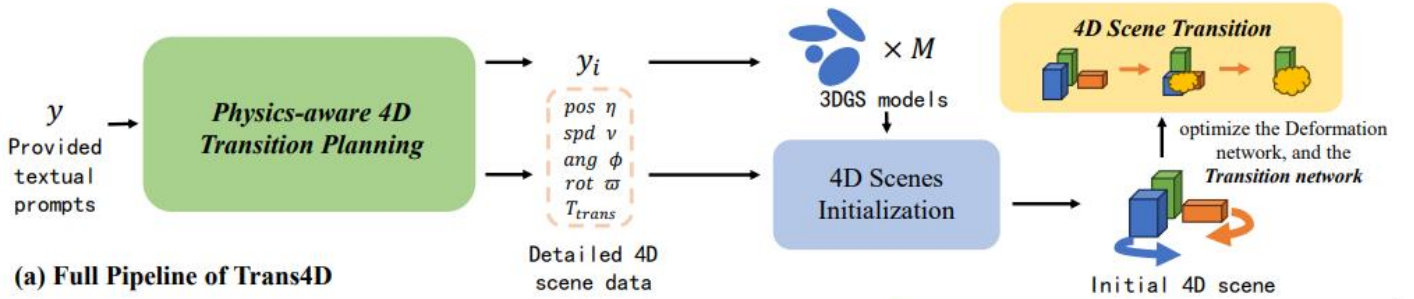 y
Provided
textual
prompts
Physics-aware 4D
Transition Planning
y_i
pos η
spd ν
ang ϕ
rot ϖ
T_trans
Detailed 4D
scene data
× M
3DGS models
4D Scenes
Initialization
4D Scene Transition
optimize the Deformation
network, and the
Transition network
Initial 4D scene
(a) Full Pipeline of Trans4D